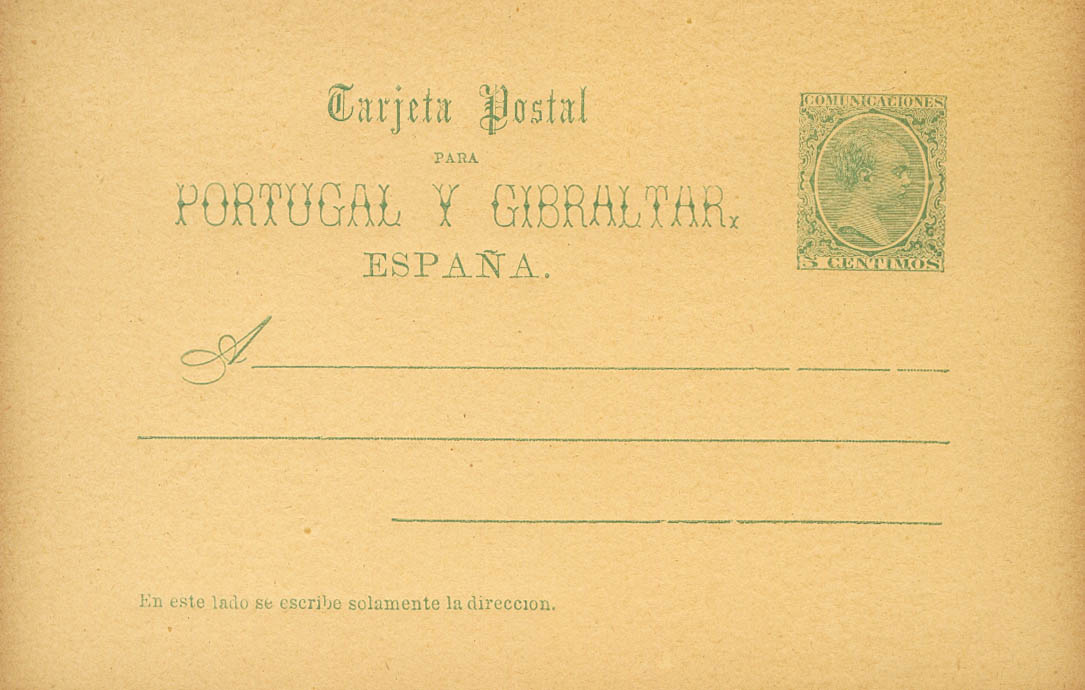 Tarjeta Postal
PARA
PORTUGAL Y GIBRALTAR.
ESPAÑA.
COMUNICACIONES
5 CENTIMOS
A
En este lado se escribe solamente la direccion.